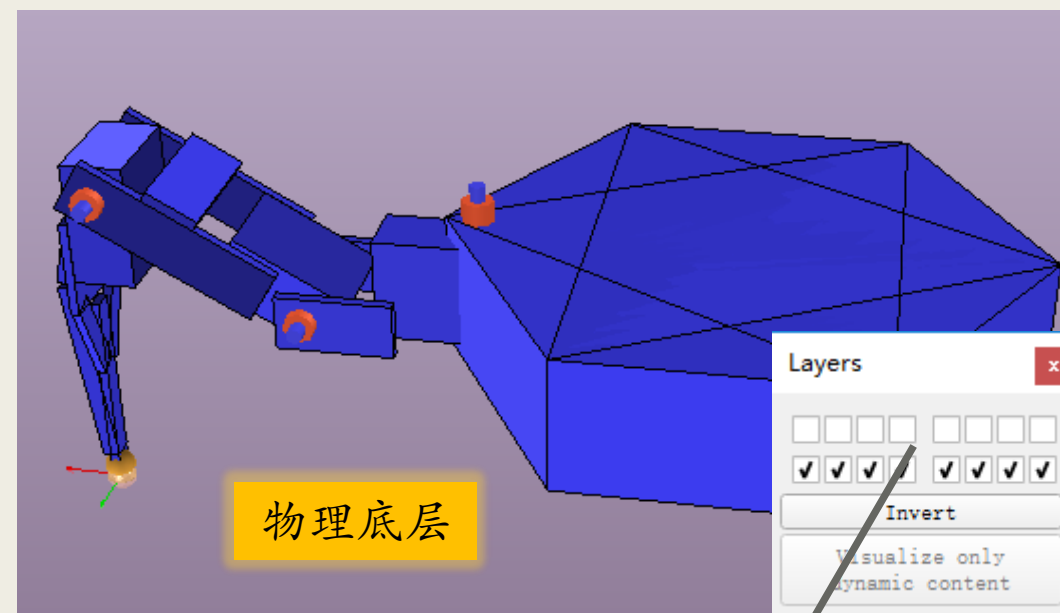 Layers
x
Invert
Visualize only
dynamic content
物理底层